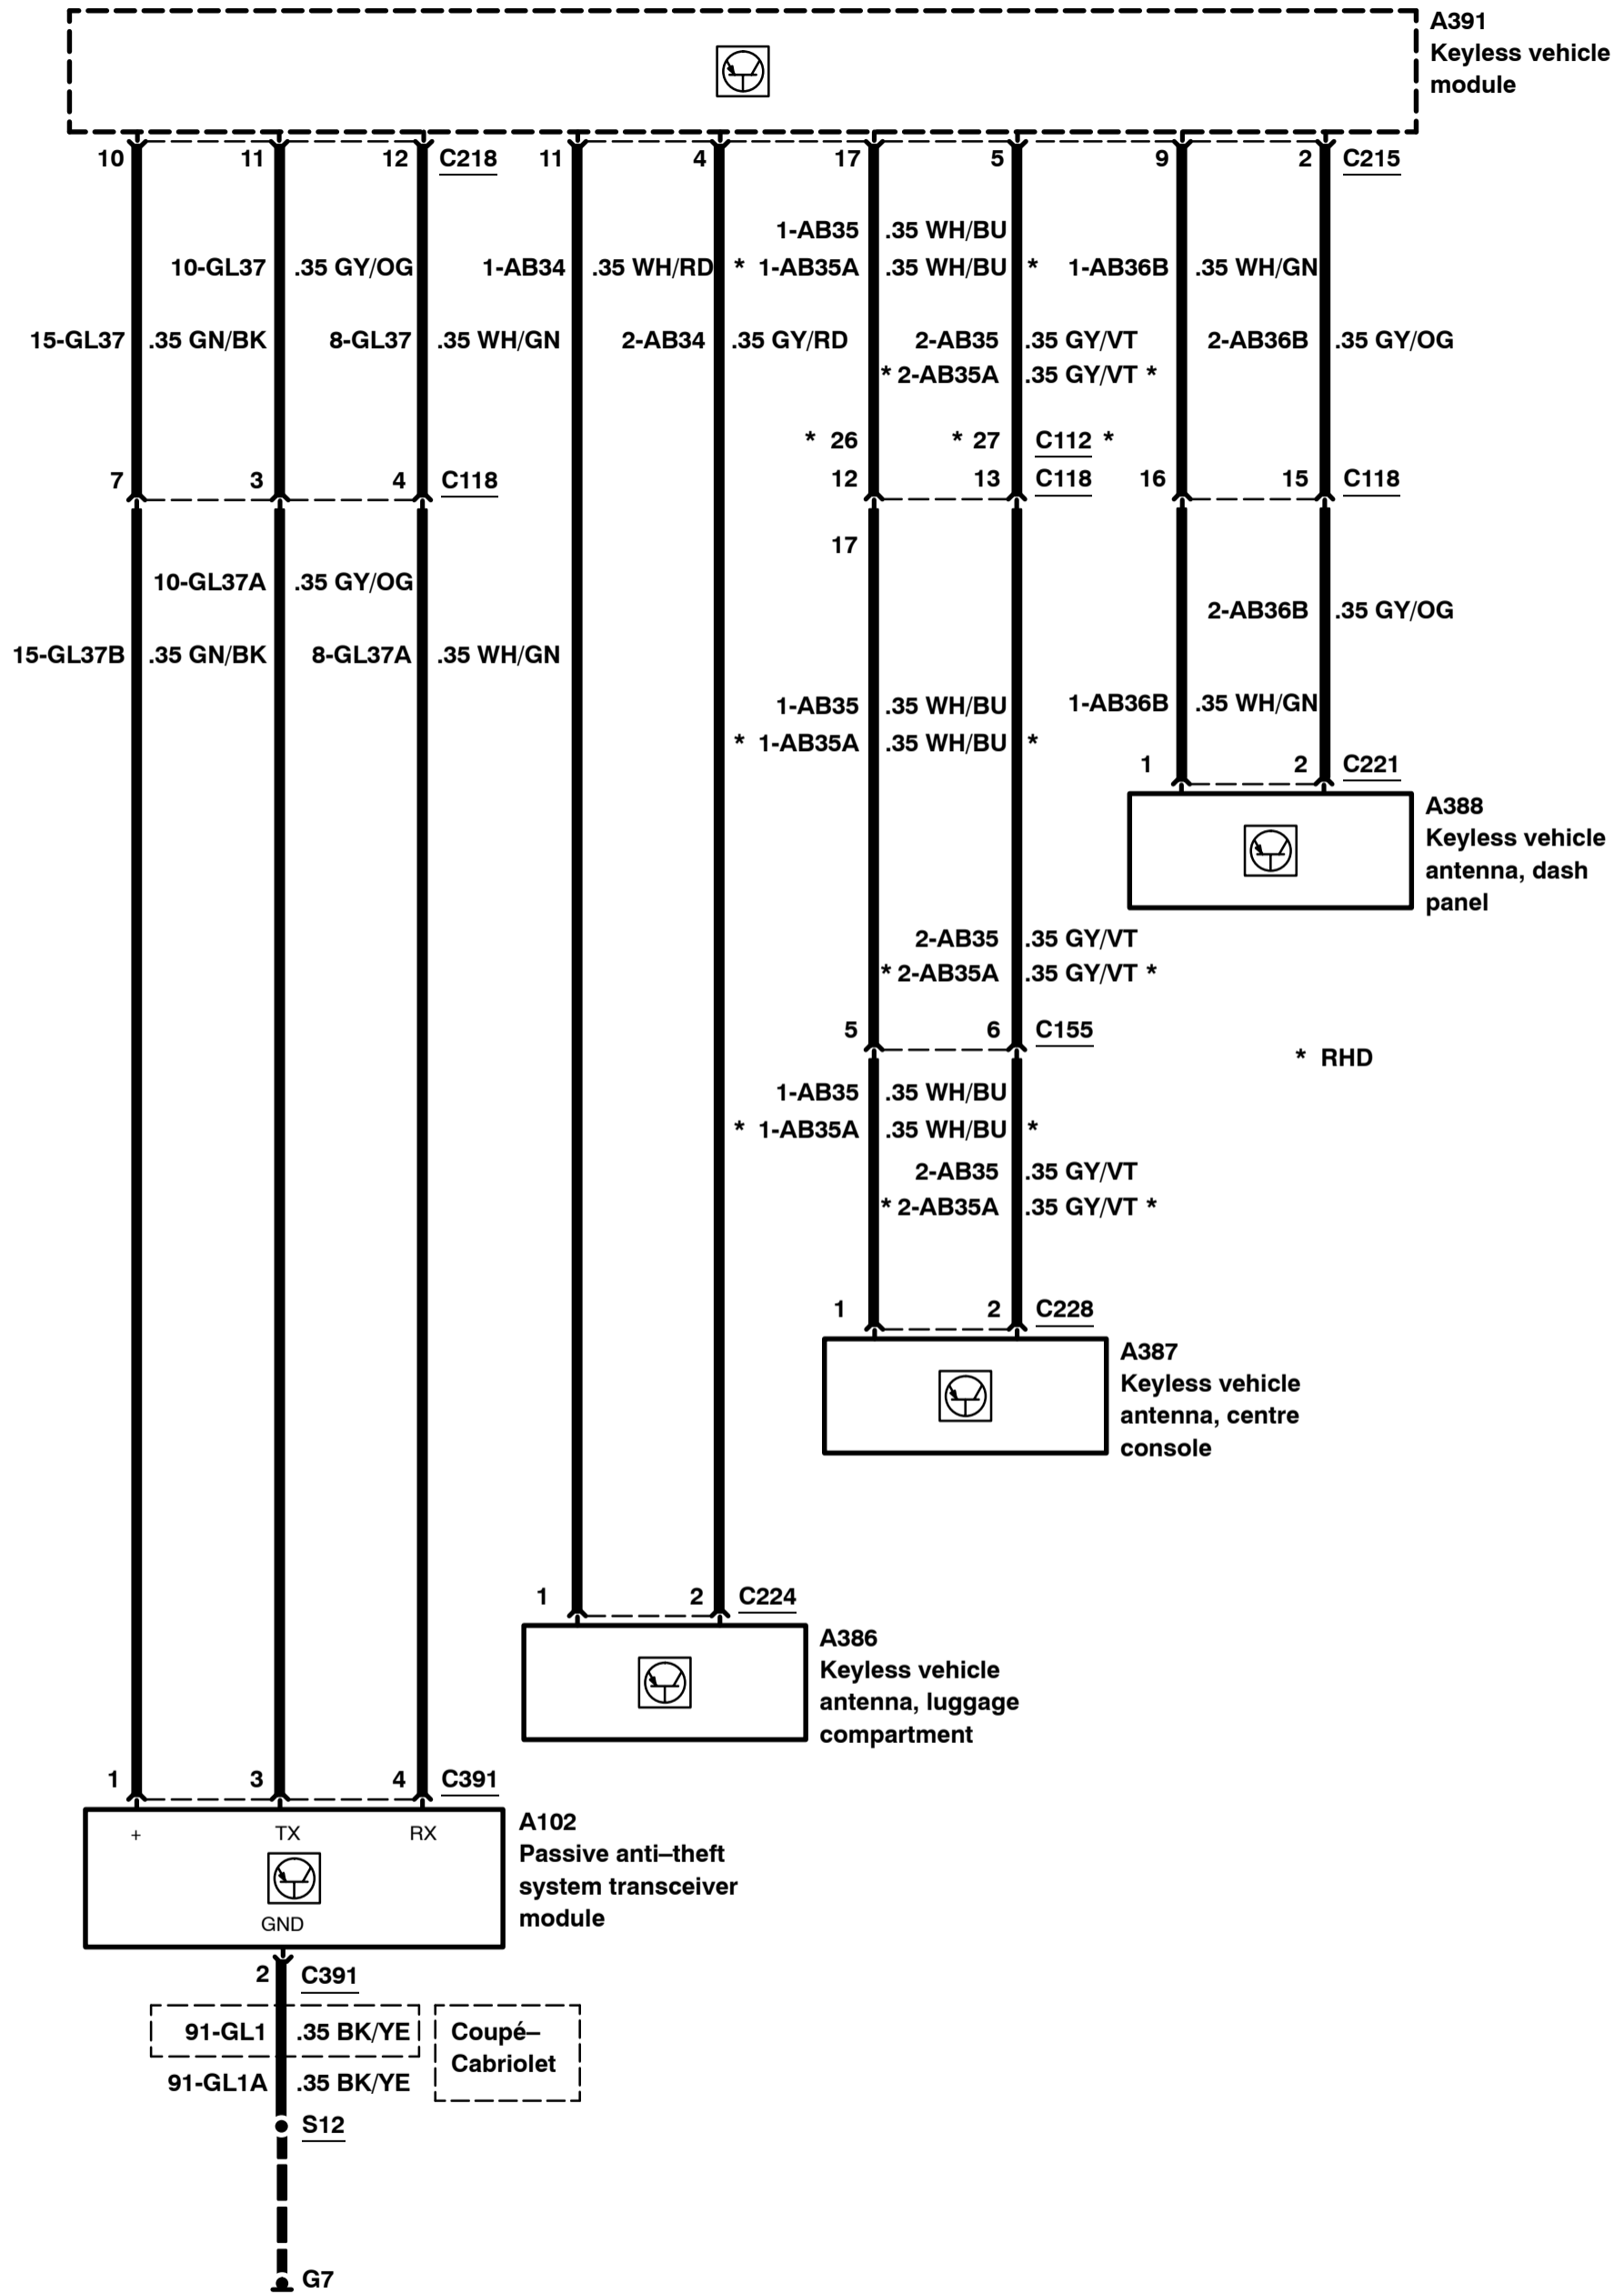 A391
Keyless vehicle
module
10 11 12 C218 11 4 17 5 9 2 C215
1-AB35 .35 WH/BU
10-GL37 .35 GY/OG 1-AB34 .35 WH/RD * 1-AB35A .35 WH/BU * 1-AB36B .35 WH/GN
15-GL37 .35 GN/BK 8-GL37 .35 WH/GN 2-AB34 .35 GY/RD 2-AB35 .35 GY/VT 2-AB36B .35 GY/OG
* 2-AB35A .35 GY/VT *
* 26 * 27 C112 *
7 3 4 C118 12 13 C118 16 15 C118
17
10-GL37A .35 GY/OG
2-AB36B .35 GY/OG
15-GL37B .35 GN/BK 8-GL37A .35 WH/GN
1-AB35 .35 WH/BU 1-AB36B .35 WH/GN
* 1-AB35A .35 WH/BU *
1 2 C221
A388
Keyless vehicle
antenna, dash
panel
2-AB35 .35 GY/VT
* 2-AB35A .35 GY/VT *
5 6 C155
* RHD
1-AB35 .35 WH/BU
* 1-AB35A .35 WH/BU *
2-AB35 .35 GY/VT
* 2-AB35A .35 GY/VT *
1 2 C228
A387
Keyless vehicle
antenna, centre
console
1 2 C224
A386
Keyless vehicle
antenna, luggage
compartment
1 3 4 C391
+ TX RX
GND
A102
Passive anti–theft
system transceiver
module
2 C391
91-GL1 .35 BK/YE
Coupé–
Cabriolet
91-GL1A .35 BK/YE
S12
G7